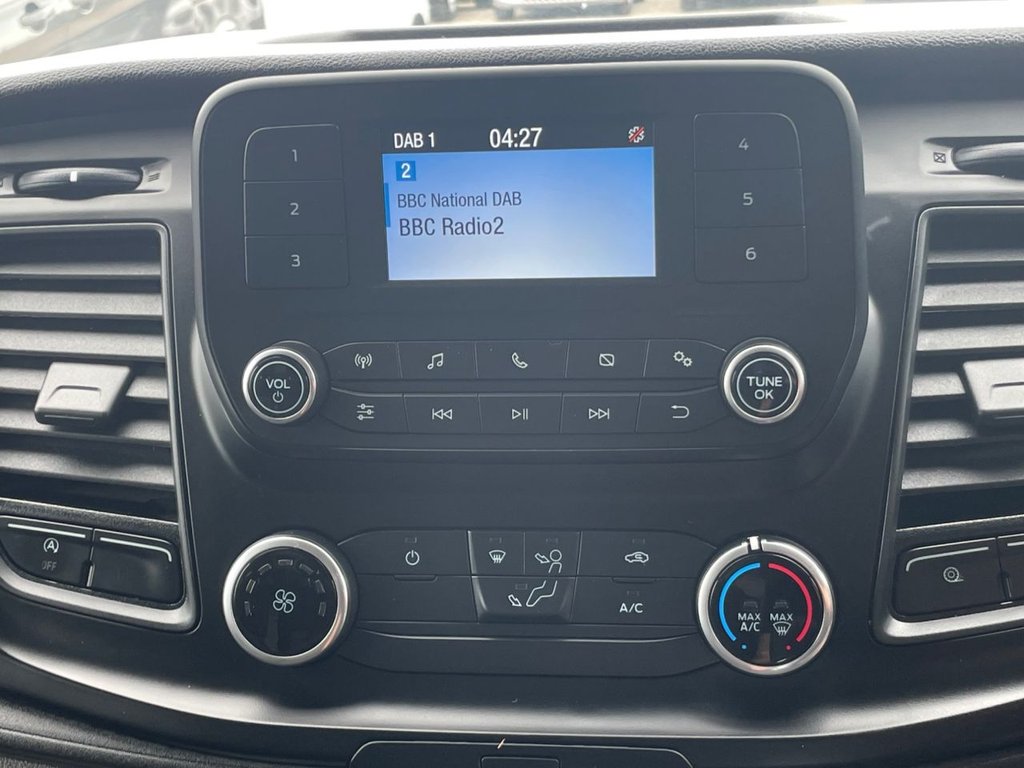 DAB 1 04:27
2
BBC National DAB
BBC Radio2
1
2
3
4
5
6
VOL
TUNE
OK
A
OFF
A/C
MAX
A/C
MAX